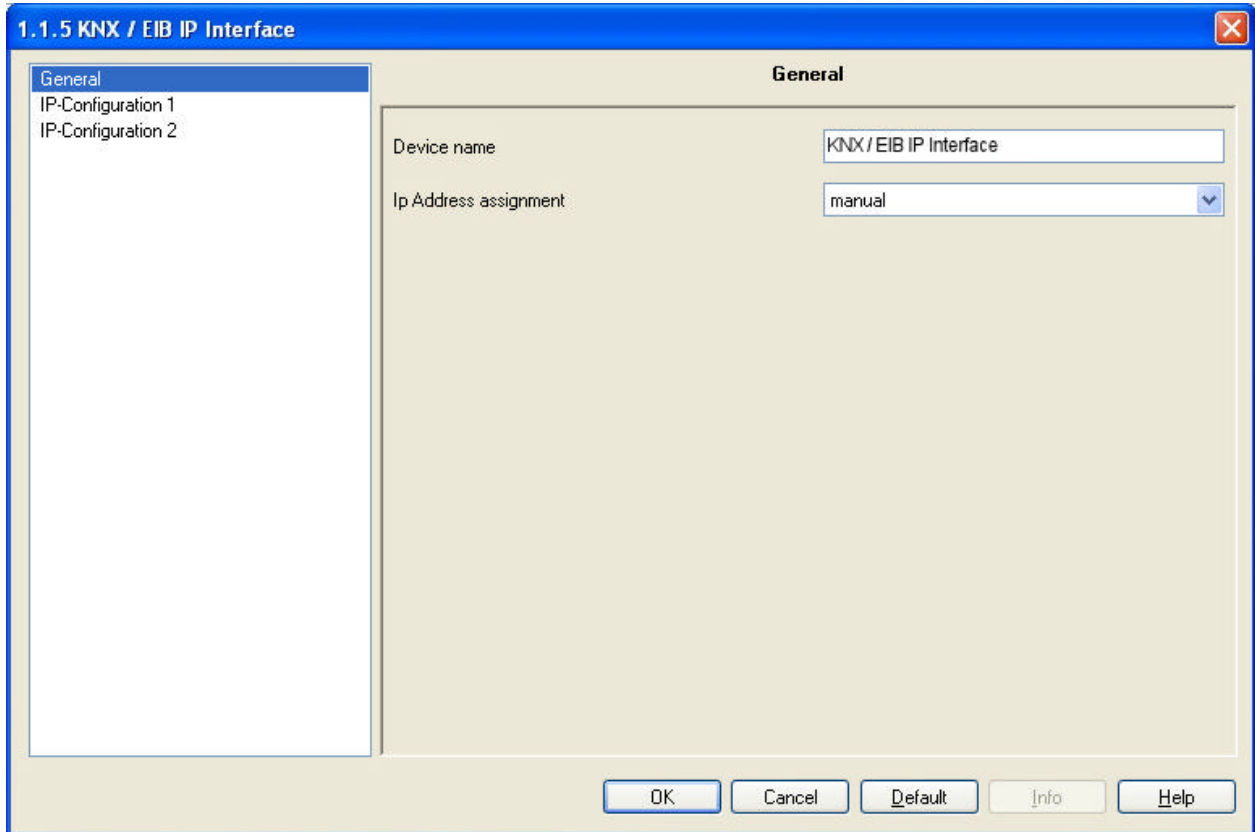 1.1.5 KNX / EIB IP Interface
General
IP-Configuration 1
IP-Configuration 2
General
Device name
KNX / EIB IP Interface
Ip Address assignment
manual
OK
Cancel
Default
Info
Help